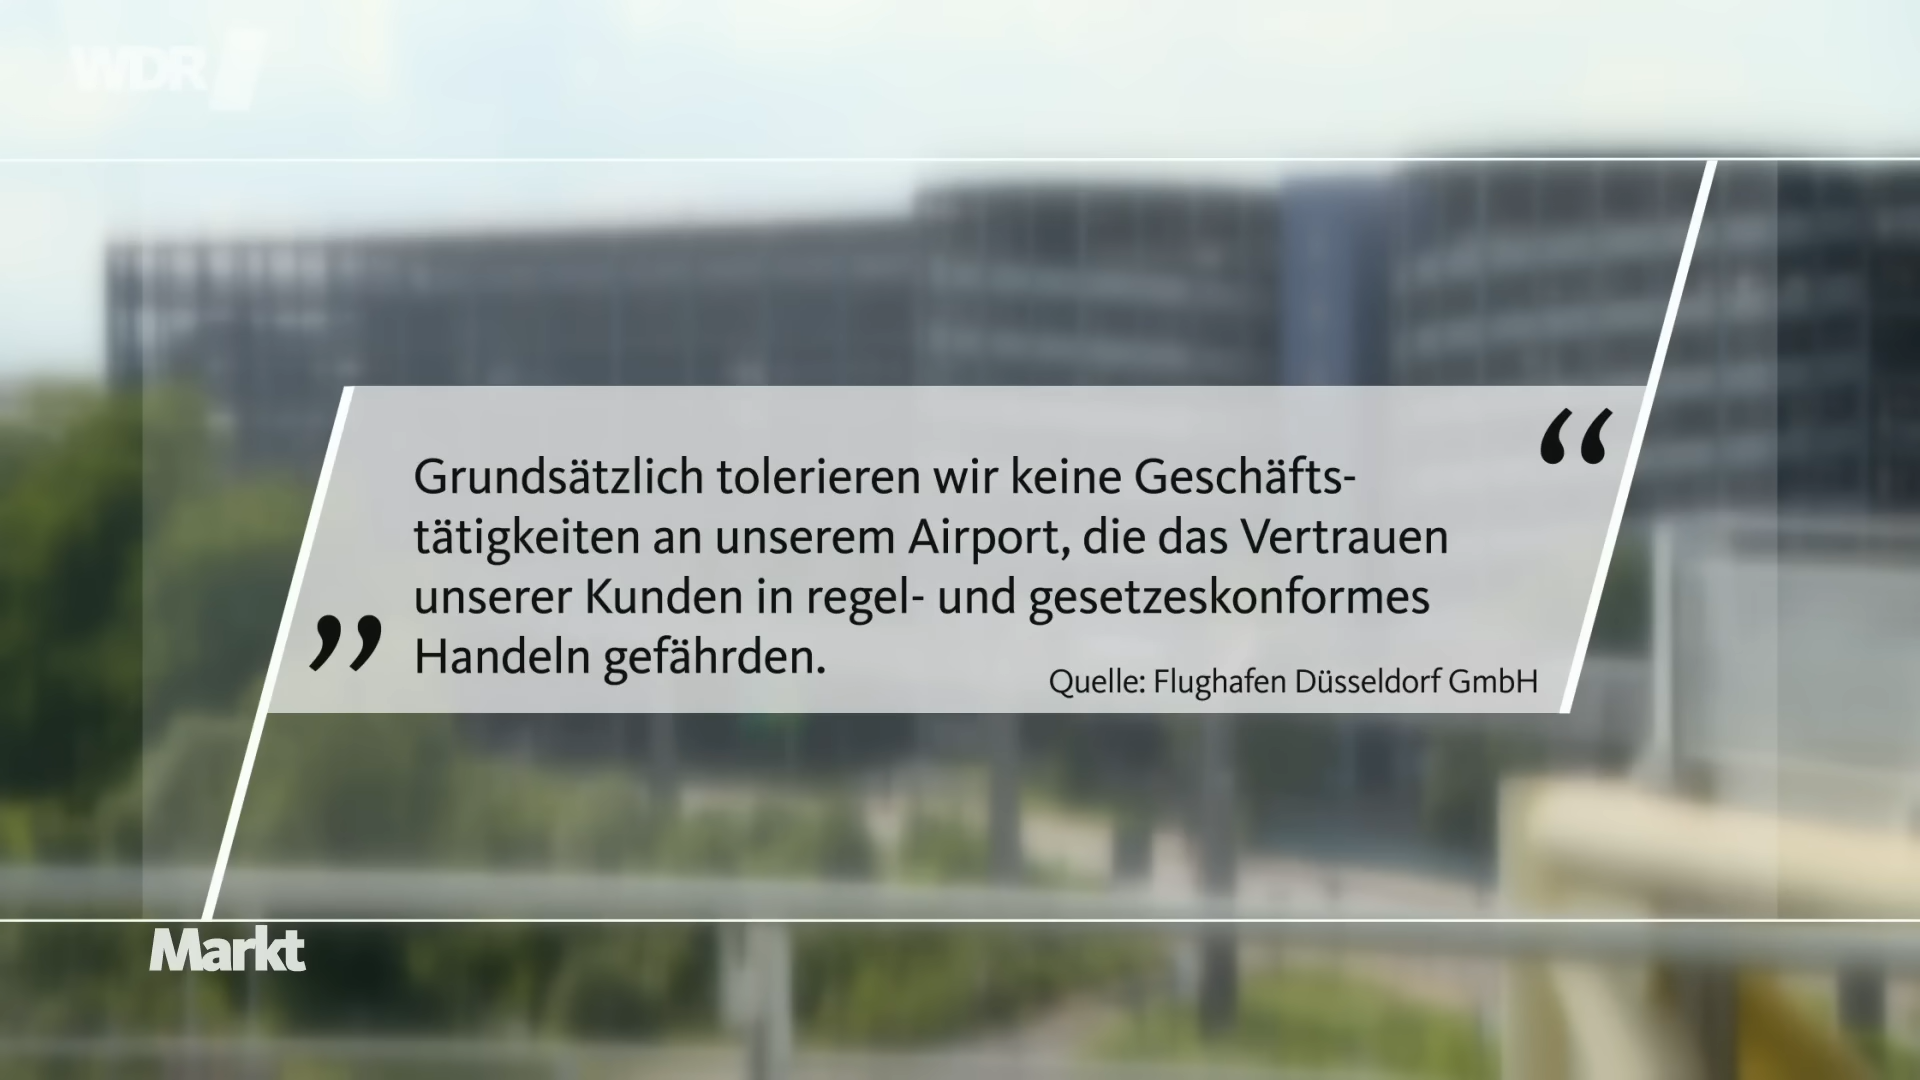 WDR
„Grundsätzlich tolerieren wir keine Geschäfts-
tätigkeiten an unserem Airport, die das Vertrauen
unserer Kunden in regel- und gesetzeskonformes
Handeln gefährden.“
Quelle: Flughafen Düsseldorf GmbH
Markt